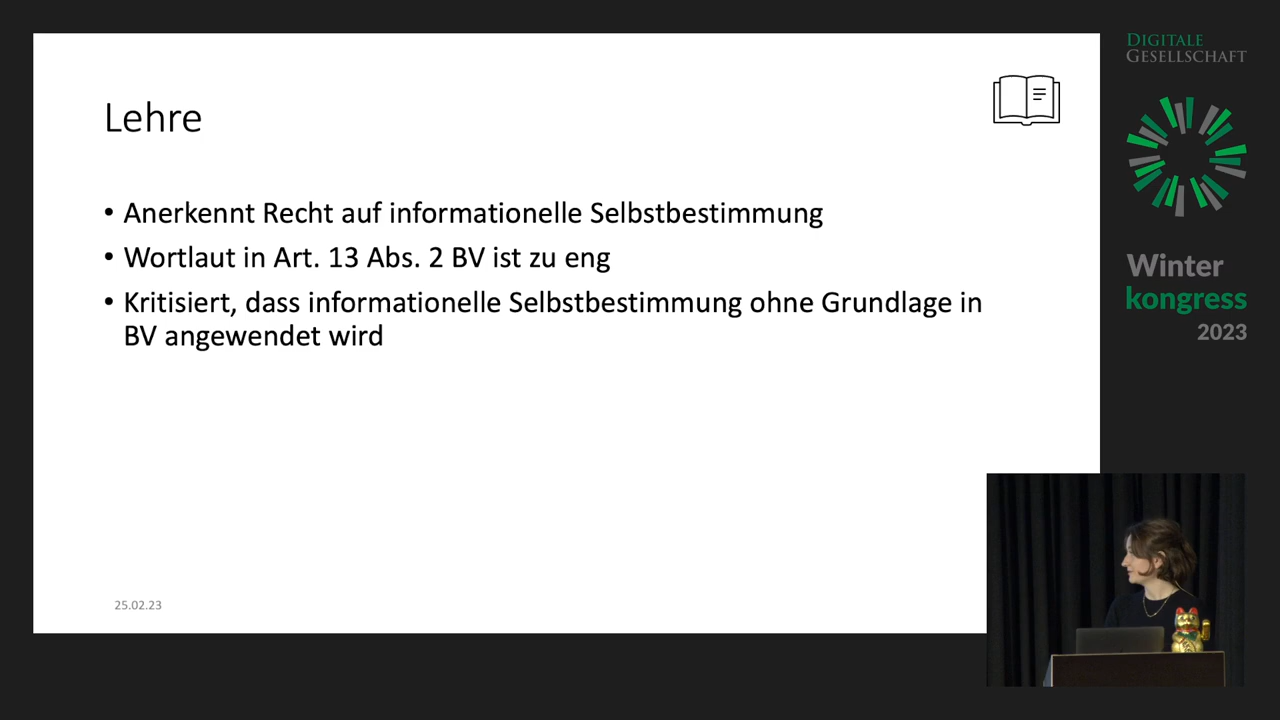 Lehre
• Anerkennt Recht auf informationelle Selbstbestimmung
• Wortlaut in Art. 13 Abs. 2 BV ist zu eng
• Kritisiert, dass informationelle Selbstbestimmung ohne Grundlage in
BV angewendet wird
25.02.23
DIGITALE
GESELLSCHAFT
Winter
kongress
2023